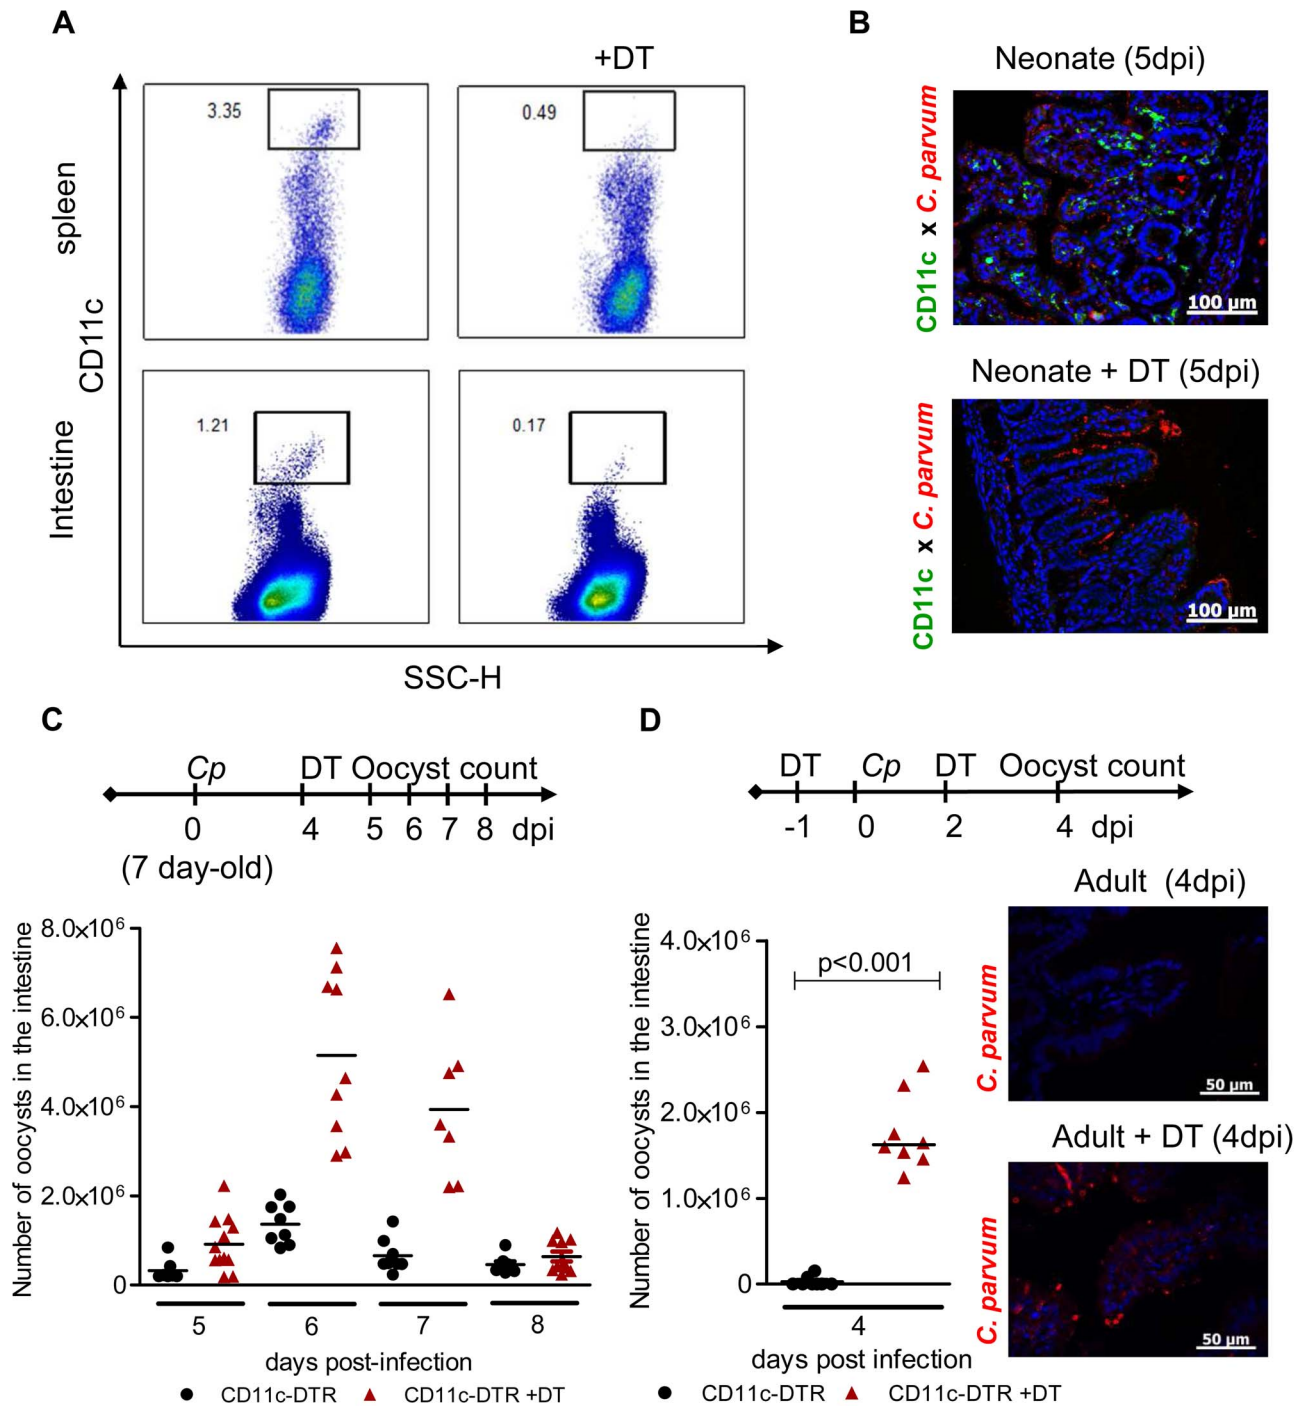 A
+DT
3.35
0.49
spleen
CD11c
1.21
0.17
Intestine
SSC-H
B
Neonate (5dpi)
CD11c x C. parvum
100 µm
Neonate + DT (5dpi)
CD11c x C. parvum
100 µm
C
Cp DT Oocyst count
0 4 5 6 7 8 dpi
(7 day-old)
Number of oocysts in the intestine
8.0x10⁶
6.0x10⁶
4.0x10⁶
2.0x10⁶
0
5 6 7 8
days post-infection
CD11c-DTR CD11c-DTR +DT
D
DT Cp DT Oocyst count
-1 0 2 4 dpi
Number of oocysts in the intestine
4.0x10⁶
3.0x10⁶
2.0x10⁶
1.0x10⁶
0
p<0.001
4
days post infection
CD11c-DTR CD11c-DTR +DT
Adult (4dpi)
C. parvum
50 µm
Adult + DT (4dpi)
C. parvum
50 µm